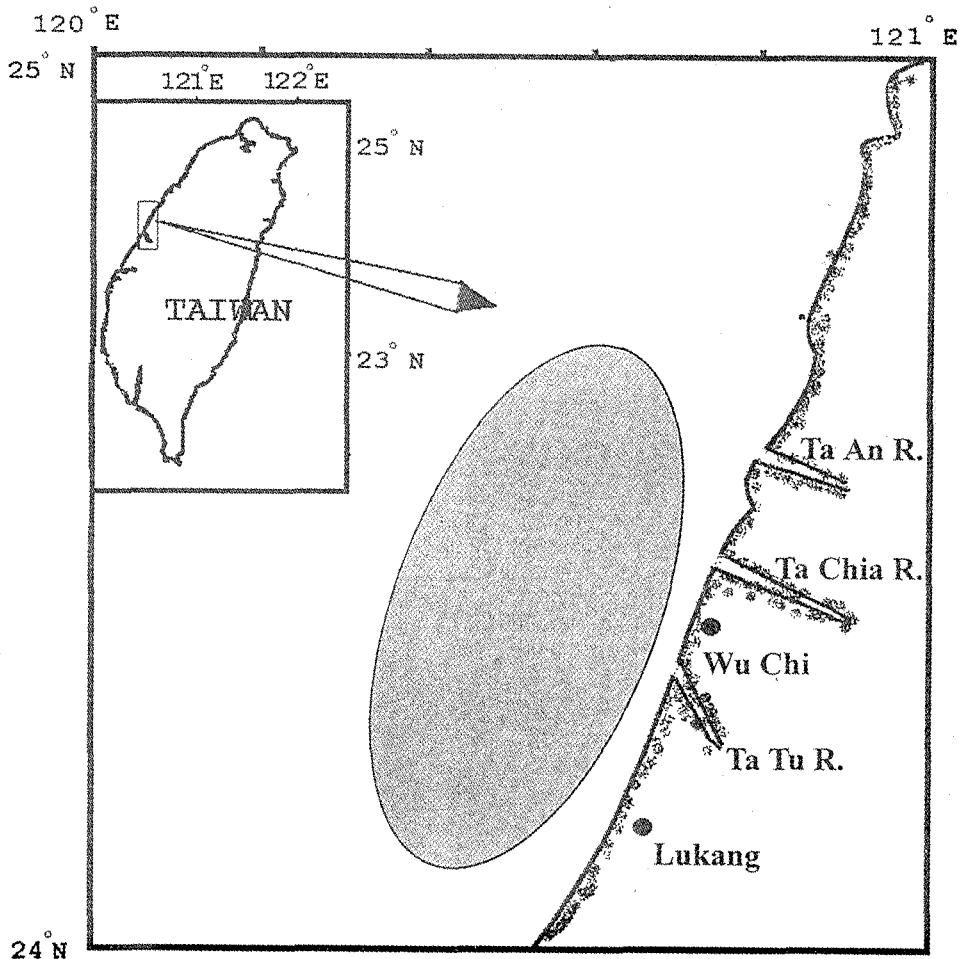 120°E
121°E
25°N
121°E 122°E
25°N
TAIWAN
23°N
Ta An R.
Ta Chia R.
Wu Chi
Ta Tu R.
Lukang
24°N